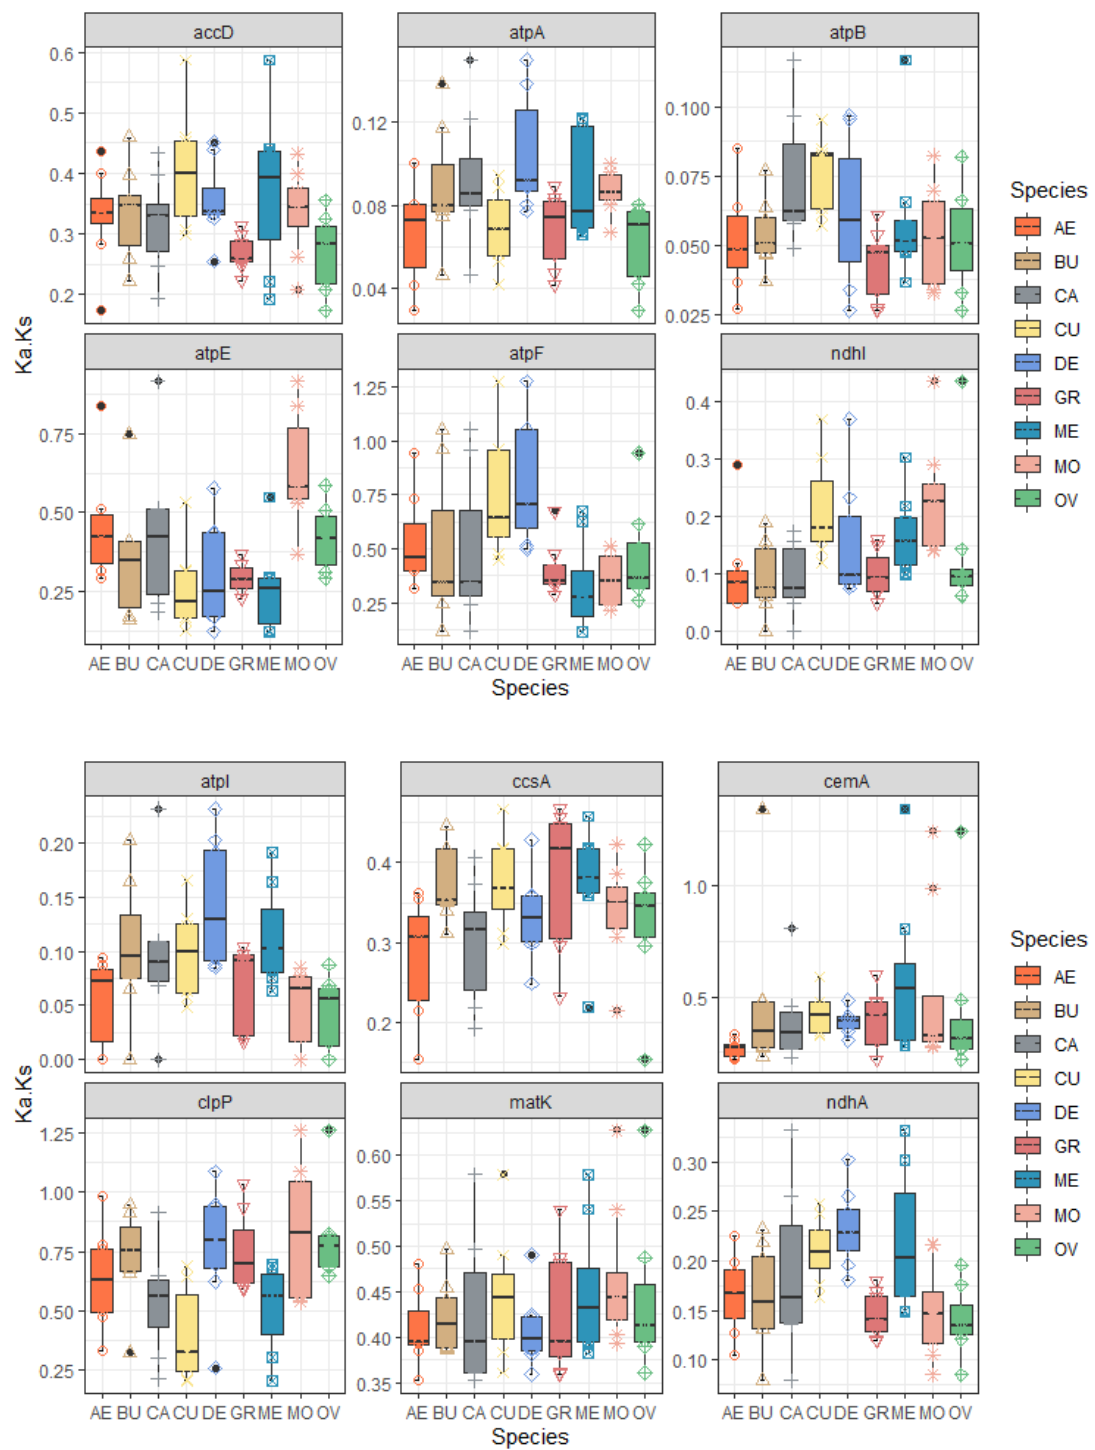 accD atpA atpB
0.6
0.5
0.4
0.3
0.2
0.12
0.08
0.04
0.100
0.075
0.050
0.025
Ka.Ks
atpE atpF ndhI
0.75
0.50
0.25
1.25
1.00
0.75
0.50
0.25
0.4
0.3
0.2
0.1
0.0
AE BU CA CU DE GR ME MO OV AE BU CA CU DE GR ME MO OV AE BU CA CU DE GR ME MO OV
Species
Species
AE
BU
CA
CU
DE
GR
ME
MO
OV
atpI ccsA cemA
0.20
0.15
0.10
0.05
0.00
0.4
0.3
0.2
1.0
0.5
Ka.Ks
clpP matK ndhA
1.25
1.00
0.75
0.50
0.25
0.60
0.55
0.50
0.45
0.40
0.35
0.30
0.25
0.20
0.15
0.10
AE BU CA CU DE GR ME MO OV AE BU CA CU DE GR ME MO OV AE BU CA CU DE GR ME MO OV
Species
Species
AE
BU
CA
CU
DE
GR
ME
MO
OV